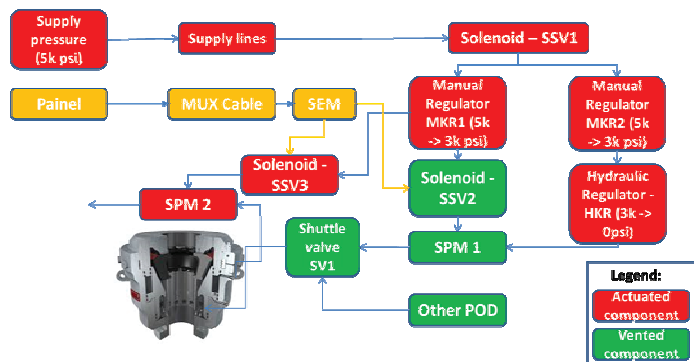 Supply
pressure
(5k psi)
Supply lines
Solenoid – SSV1
Painel
MUX Cable
SEM
Manual
Regulator
MKR1 (5k
-> 3k psi)
Manual
Regulator
MKR2 (5k
-> 3k psi)
Solenoid -
SSV3
Solenoid -
SSV2
Hydraulic
Regulator -
HKR (3k ->
0psi)
SPM 2
Shuttle
valve
SV1
SPM 1
Other POD
Legend:
Actuated
component
Vented
component